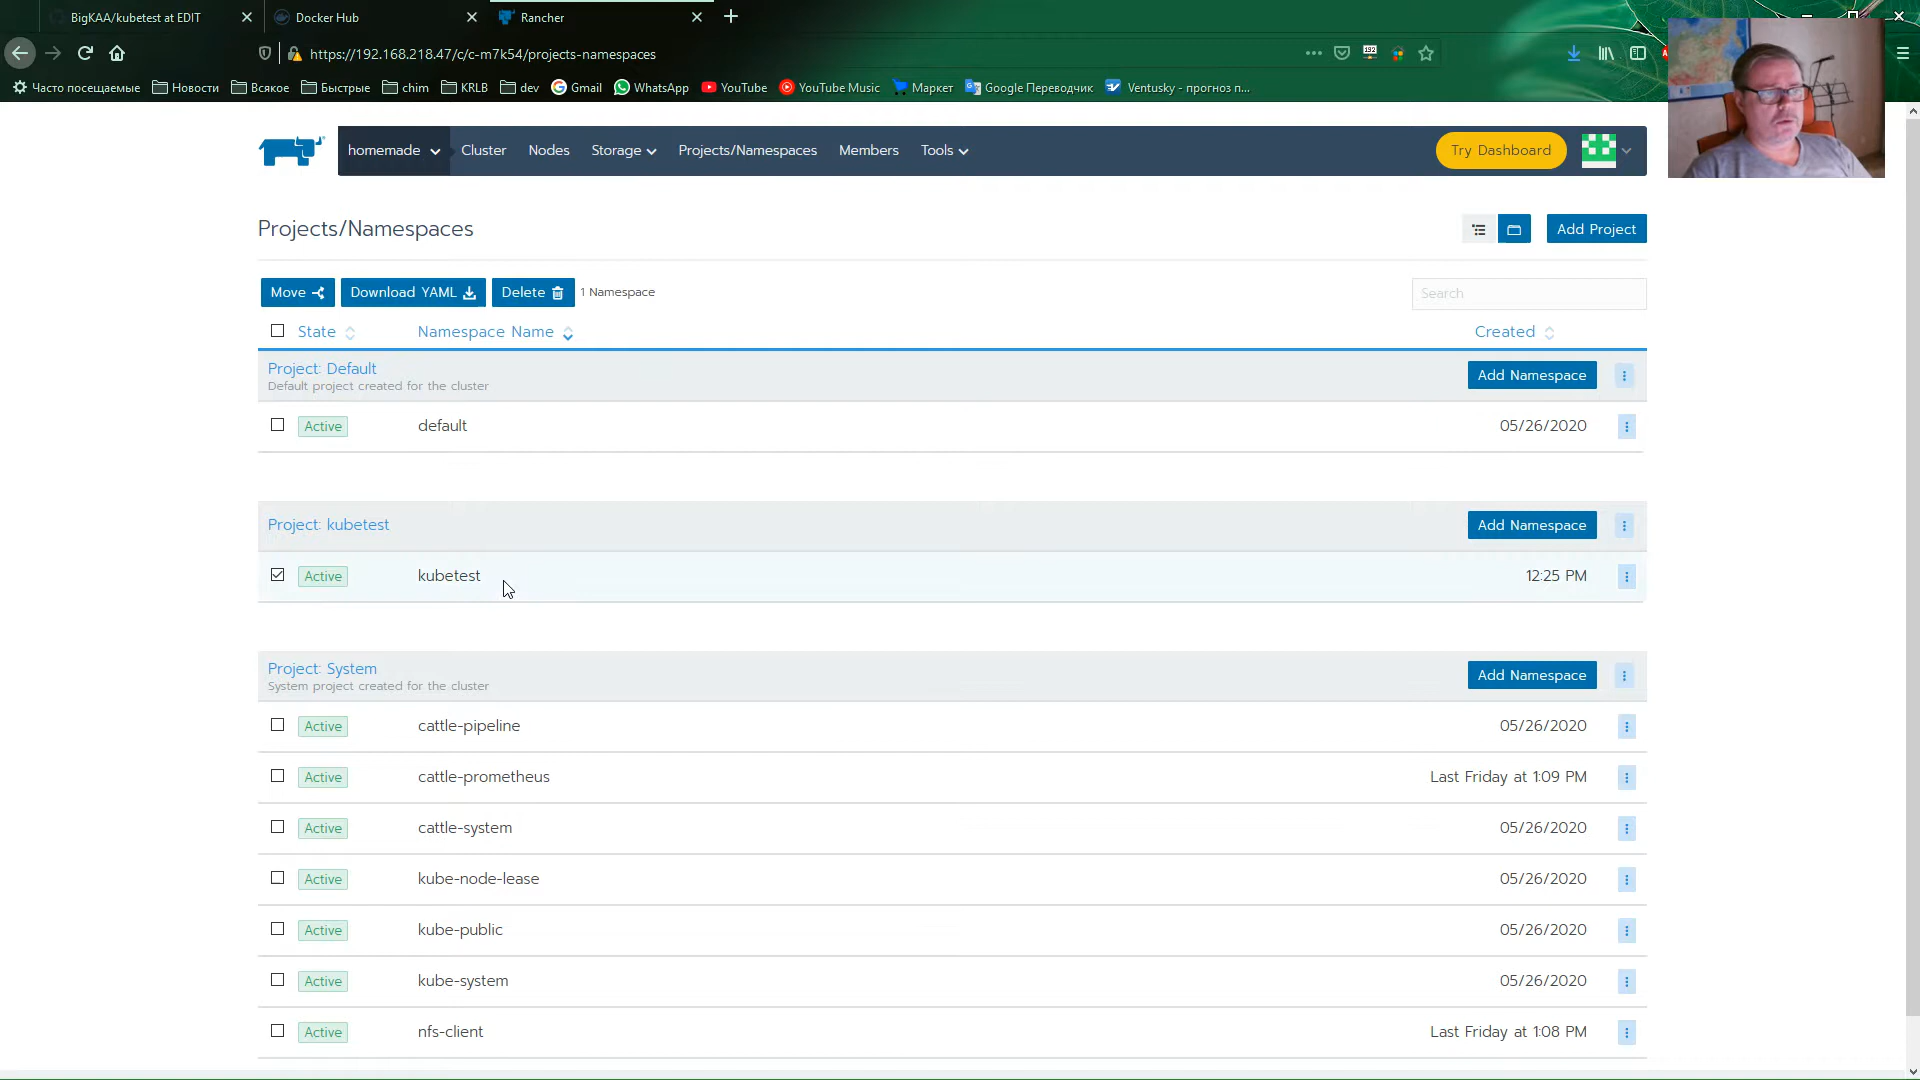 BigKAA/kubetest at EDIT
Docker Hub
Rancher
https://192.168.218.47/c/c-m7k54/projects-namespaces
Часто посещаемые
Новости
Всякое
Быстрые
chim
KRLB
dev
Gmail
WhatsApp
YouTube
YouTube Music
Маркет
Google Переводчик
Ventusky - прогноз п...
homemade
Cluster
Nodes
Storage
Projects/Namespaces
Members
Tools
Try Dashboard
Projects/Namespaces
Add Project
Move
Download YAML
Delete
1 Namespace
Search
State
Namespace Name
Created
Project: Default
Default project created for the cluster
Add Namespace
Active
default
05/26/2020
Project: kubetest
Add Namespace
Active
kubetest
12:25 PM
Project: System
System project created for the cluster
Add Namespace
Active
cattle-pipeline
05/26/2020
Active
cattle-prometheus
Last Friday at 1:09 PM
Active
cattle-system
05/26/2020
Active
kube-node-lease
05/26/2020
Active
kube-public
05/26/2020
Active
kube-system
05/26/2020
Active
nfs-client
Last Friday at 1:08 PM